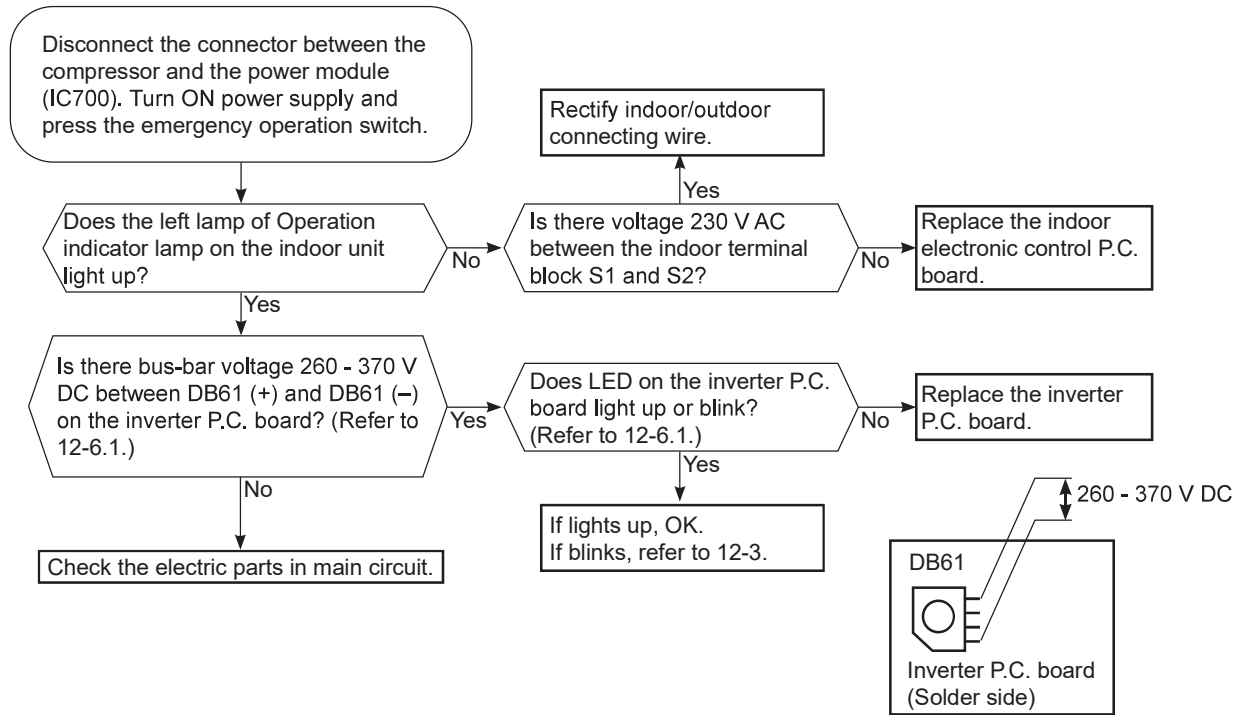 Disconnect the connector between the
compressor and the power module
(IC700). Turn ON power supply and
press the emergency operation switch.
Rectify indoor/outdoor
connecting wire.
Yes
Does the left lamp of Operation
indicator lamp on the indoor unit
light up?
No
Is there voltage 230 V AC
between the indoor terminal
block S1 and S2?
No
Replace the indoor
electronic control P.C.
board.
Yes
Is there bus-bar voltage 260 - 370 V
DC between DB61 (+) and DB61 (–)
on the inverter P.C. board? (Refer to
12-6.1.)
Yes
Does LED on the inverter P.C.
board light up or blink?
(Refer to 12-6.1.)
No
Replace the inverter
P.C. board.
No
Yes
Check the electric parts in main circuit.
If lights up, OK.
If blinks, refer to 12-3.
260 - 370 V DC
DB61
Inverter P.C. board
(Solder side)